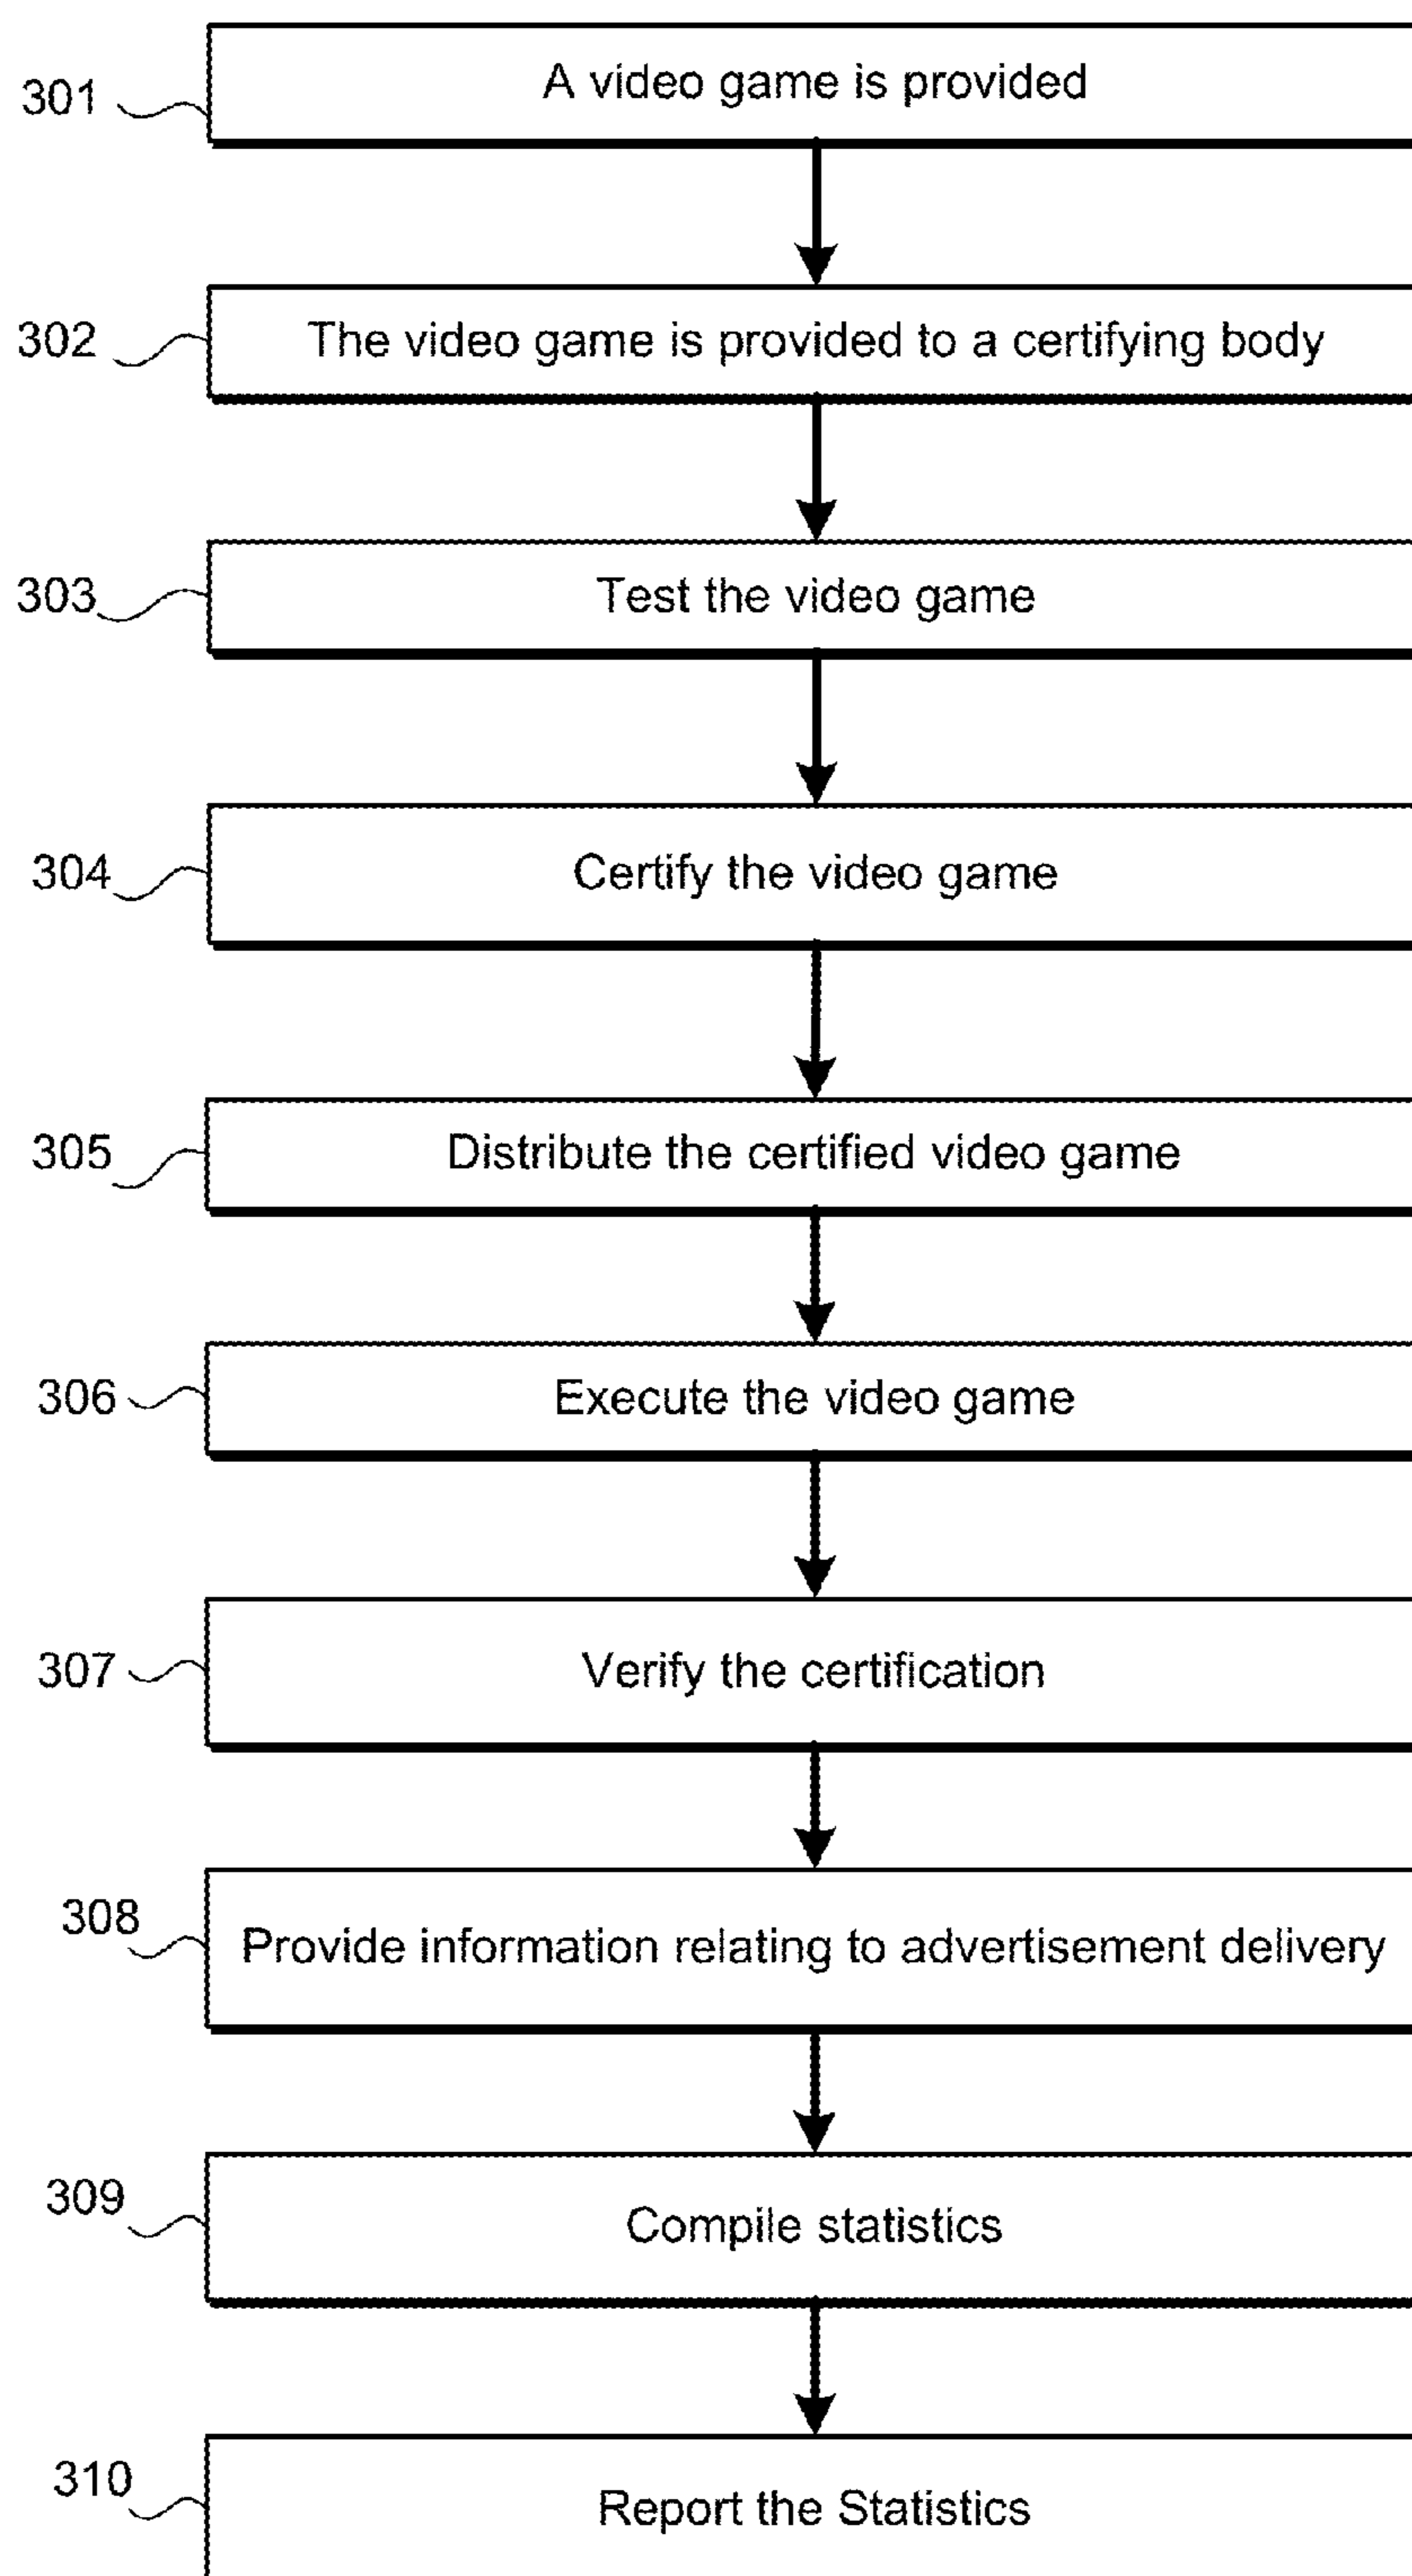 301 A video game is provided
302 The video game is provided to a certifying body
303 Test the video game
304 Certify the video game
305 Distribute the certified video game
306 Execute the video game
307 Verify the certification
308 Provide information relating to advertisement delivery
309 Compile statistics
310 Report the Statistics